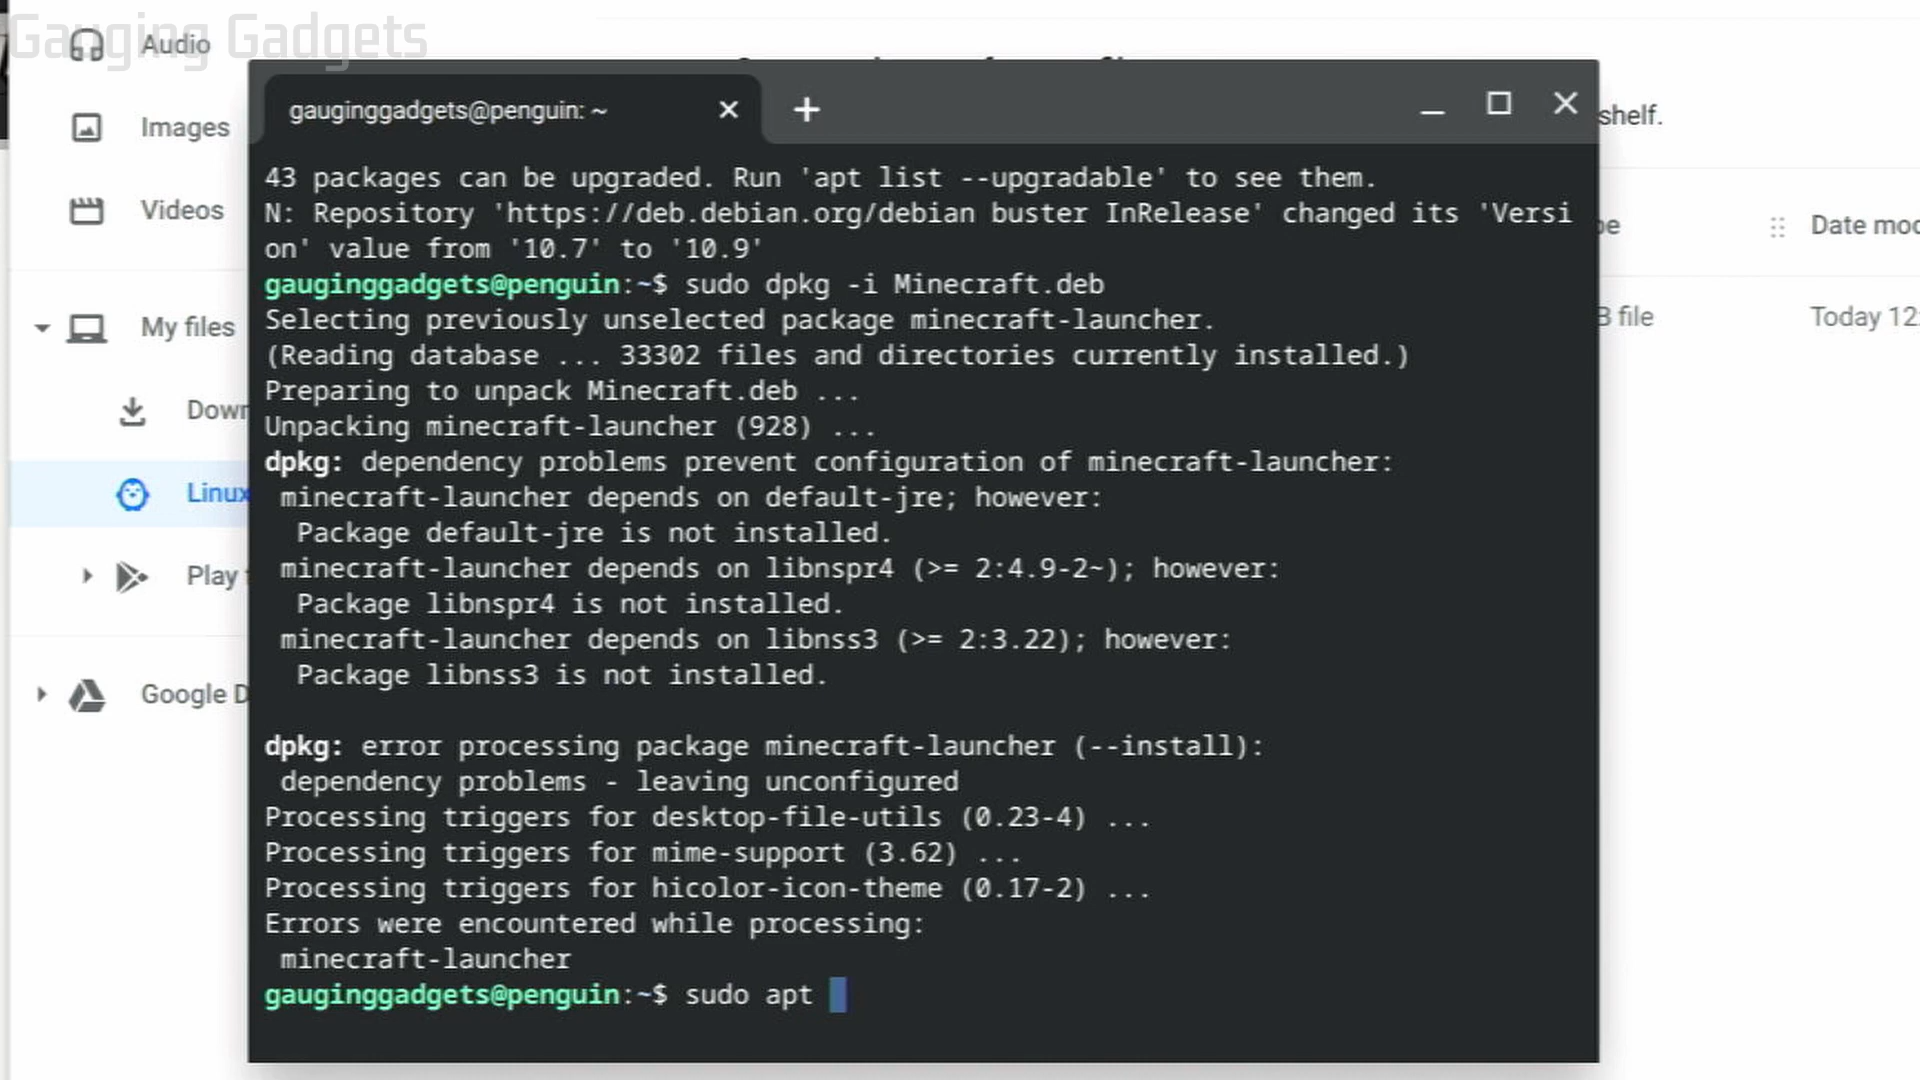 Gauging Gadgets
Audio
Images
Videos
My files
Down
Linux
Play
Google D
shelf.
Date mod
B file
Today 12:
gauginggadgets@penguin: ~
43 packages can be upgraded. Run 'apt list --upgradable' to see them.
N: Repository 'https://deb.debian.org/debian buster InRelease' changed its 'Versi
on' value from '10.7' to '10.9'
gauginggadgets@penguin:~$ sudo dpkg -i Minecraft.deb
Selecting previously unselected package minecraft-launcher.
(Reading database ... 33302 files and directories currently installed.)
Preparing to unpack Minecraft.deb ...
Unpacking minecraft-launcher (928) ...
dpkg: dependency problems prevent configuration of minecraft-launcher:
 minecraft-launcher depends on default-jre; however:
  Package default-jre is not installed.
 minecraft-launcher depends on libnspr4 (>= 2:4.9-2~); however:
  Package libnspr4 is not installed.
 minecraft-launcher depends on libnss3 (>= 2:3.22); however:
  Package libnss3 is not installed.
dpkg: error processing package minecraft-launcher (--install):
 dependency problems - leaving unconfigured
Processing triggers for desktop-file-utils (0.23-4) ...
Processing triggers for mime-support (3.62) ...
Processing triggers for hicolor-icon-theme (0.17-2) ...
Errors were encountered while processing:
 minecraft-launcher
gauginggadgets@penguin:~$ sudo apt